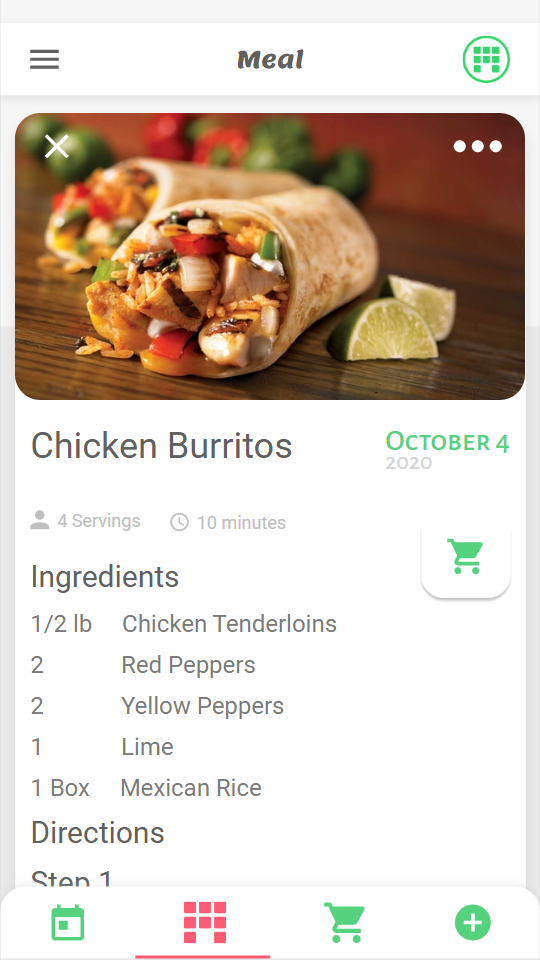 Meal
Chicken Burritos
October 4
2020
4 Servings
10 minutes
Ingredients
1/2 lb Chicken Tenderloins
2 Red Peppers
2 Yellow Peppers
1 Lime
1 Box Mexican Rice
Directions
Step 1